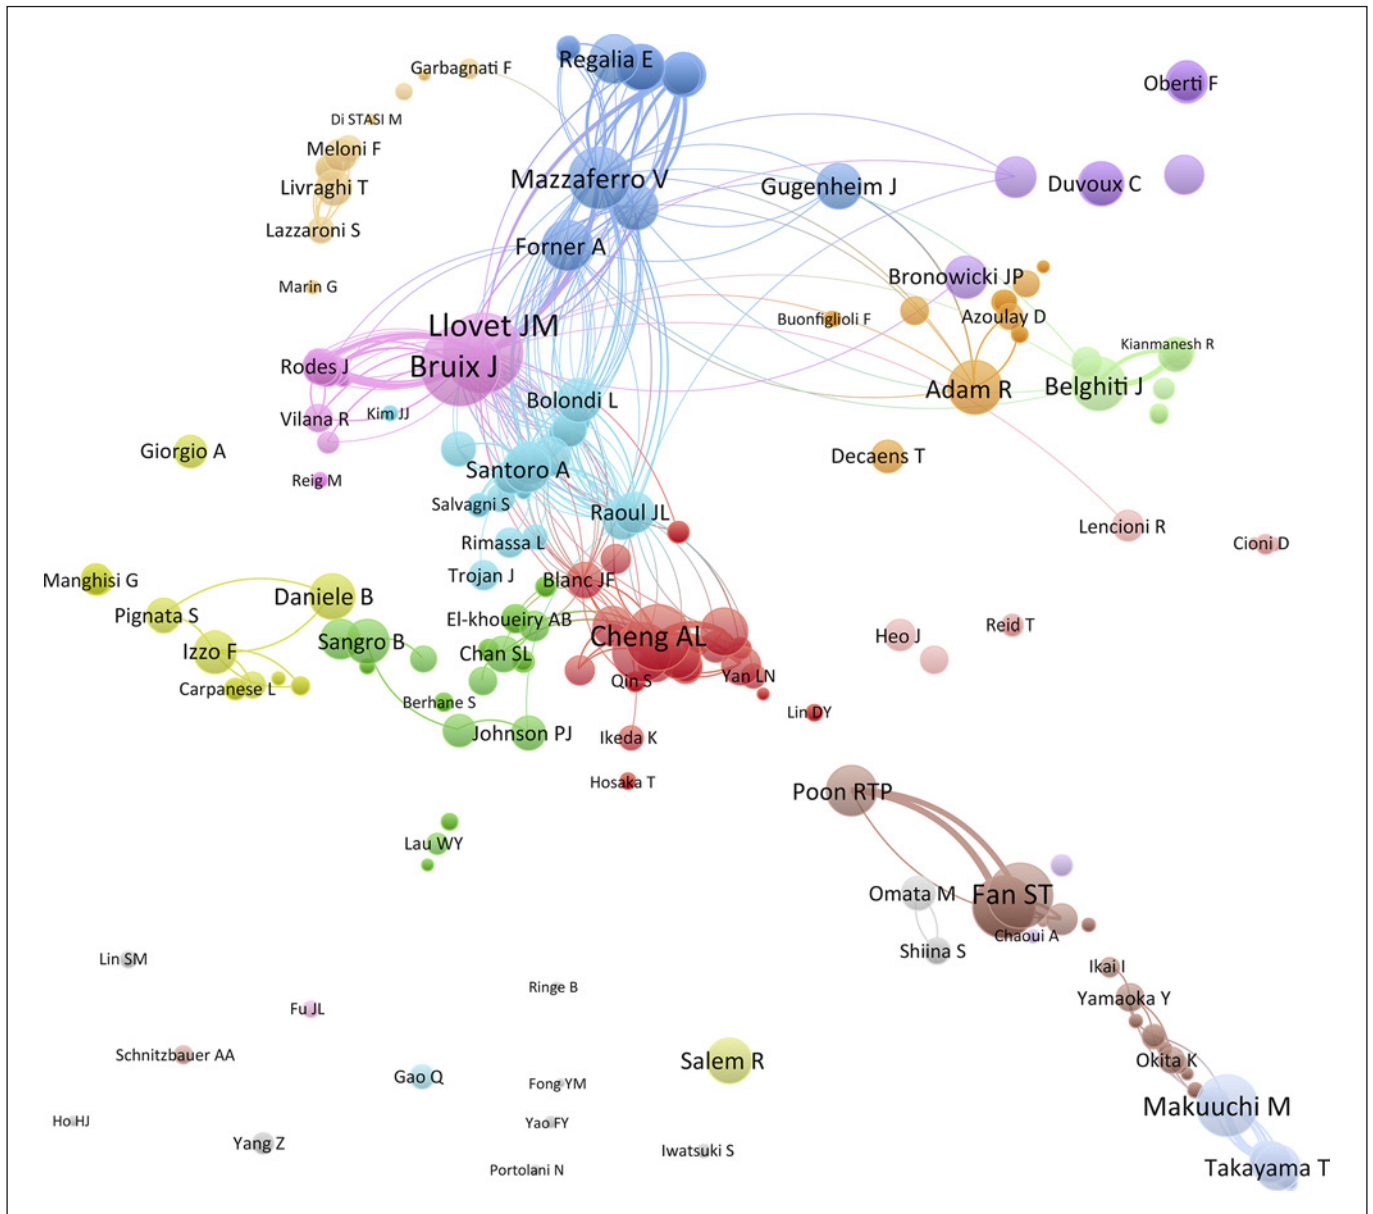 Regalia E
Garbagnati F
Oberti F
Di STASI M
Meloni F
Mazzaferro V
Gugenheim J
Duvoux C
Livraghi T
Lazzaroni S
Forner A
Bronowicki JP
Marin G
Buonfiglioli F
Azoulay D
Llovet JM
Kianmanesh R
Rodes J
Bruix J
Adam R
Belghiti J
Bolondi L
Vilana R
Kim JJ
Giorgio A
Decaens T
Santoro A
Reig M
Salvagni S
Raoul JL
Lencioni R
Rimassa L
Cioni D
Manghisi G
Trojan J
Blanc JF
Daniele B
Pignata S
El-khoueiry AB
Reid T
Sangro B
Cheng AL
Heo J
Izzo F
Chan SL
Qin S
Yan LN
Carpanese L
Berhane S
Lin DY
Johnson PJ
Ikeda K
Hosaka T
Poon RTP
Lau WY
Omata M
Fan ST
Chaoui A
Shiina S
Lin SM
Ikai I
Ringe B
Yamaoka Y
Fu JL
Schnitzbauer AA
Salem R
Okita K
Gao Q
Fong YM
Makuuchi M
Ho HJ
Yao FY
Yang Z
Iwatsuki S
Portolani N
Takayama T